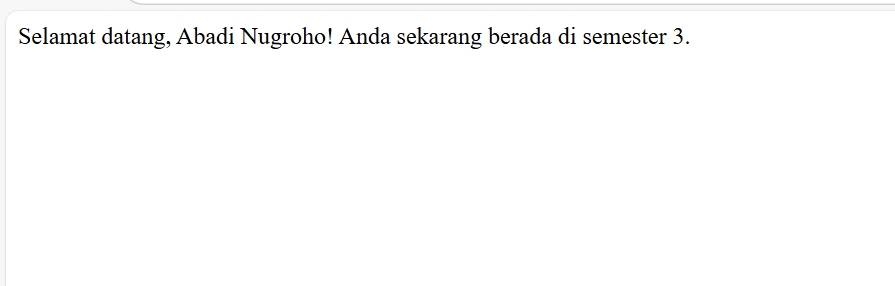 Selamat datang, Abadi Nugroho! Anda sekarang berada di semester 3.